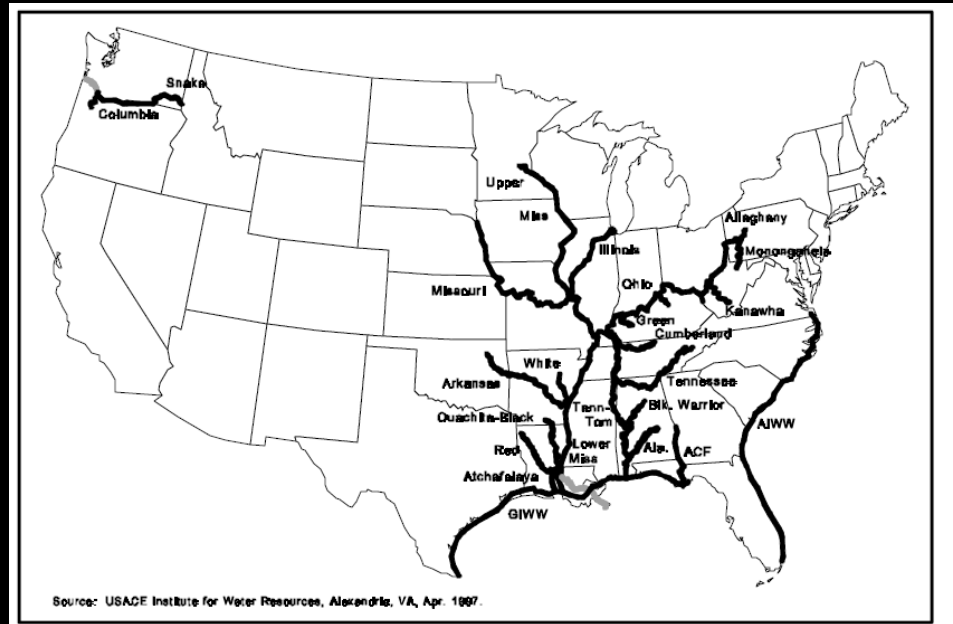 Snake
Columbia
Upper
Miss
Allegheny
Illinois
Monongahela
Ohio
Missouri
Kanawha
Green
Cumberland
White
Arkansas
Tennessee
Tenn-
Tom
Blk. Warrior
Ouachita-Black
AIWW
Lower
Miss
Ala.
ACF
Red
Atchafalaya
GIWW
Source: USACE Institute for Water Resources, Alexandria, VA, Apr. 1997.